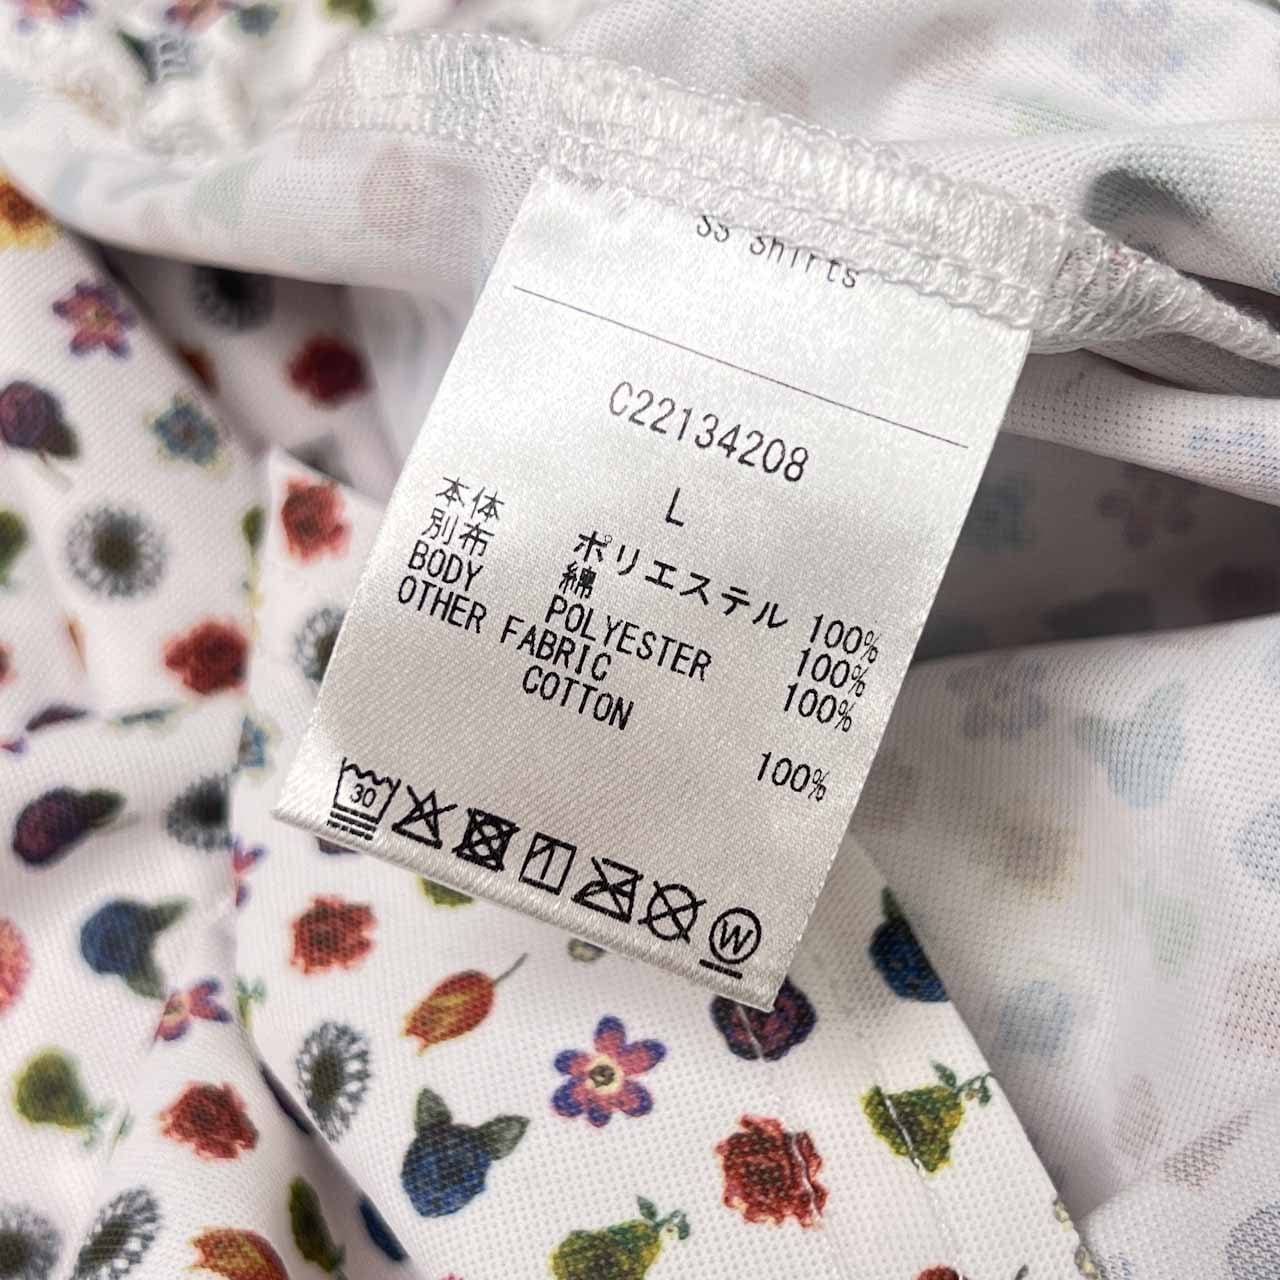 SS Shirts
C22134208
L
本体 ポリエステル 100%
別布 綿 100%
BODY POLYESTER 100%
OTHER FABRIC
COTTON 100%
30
W